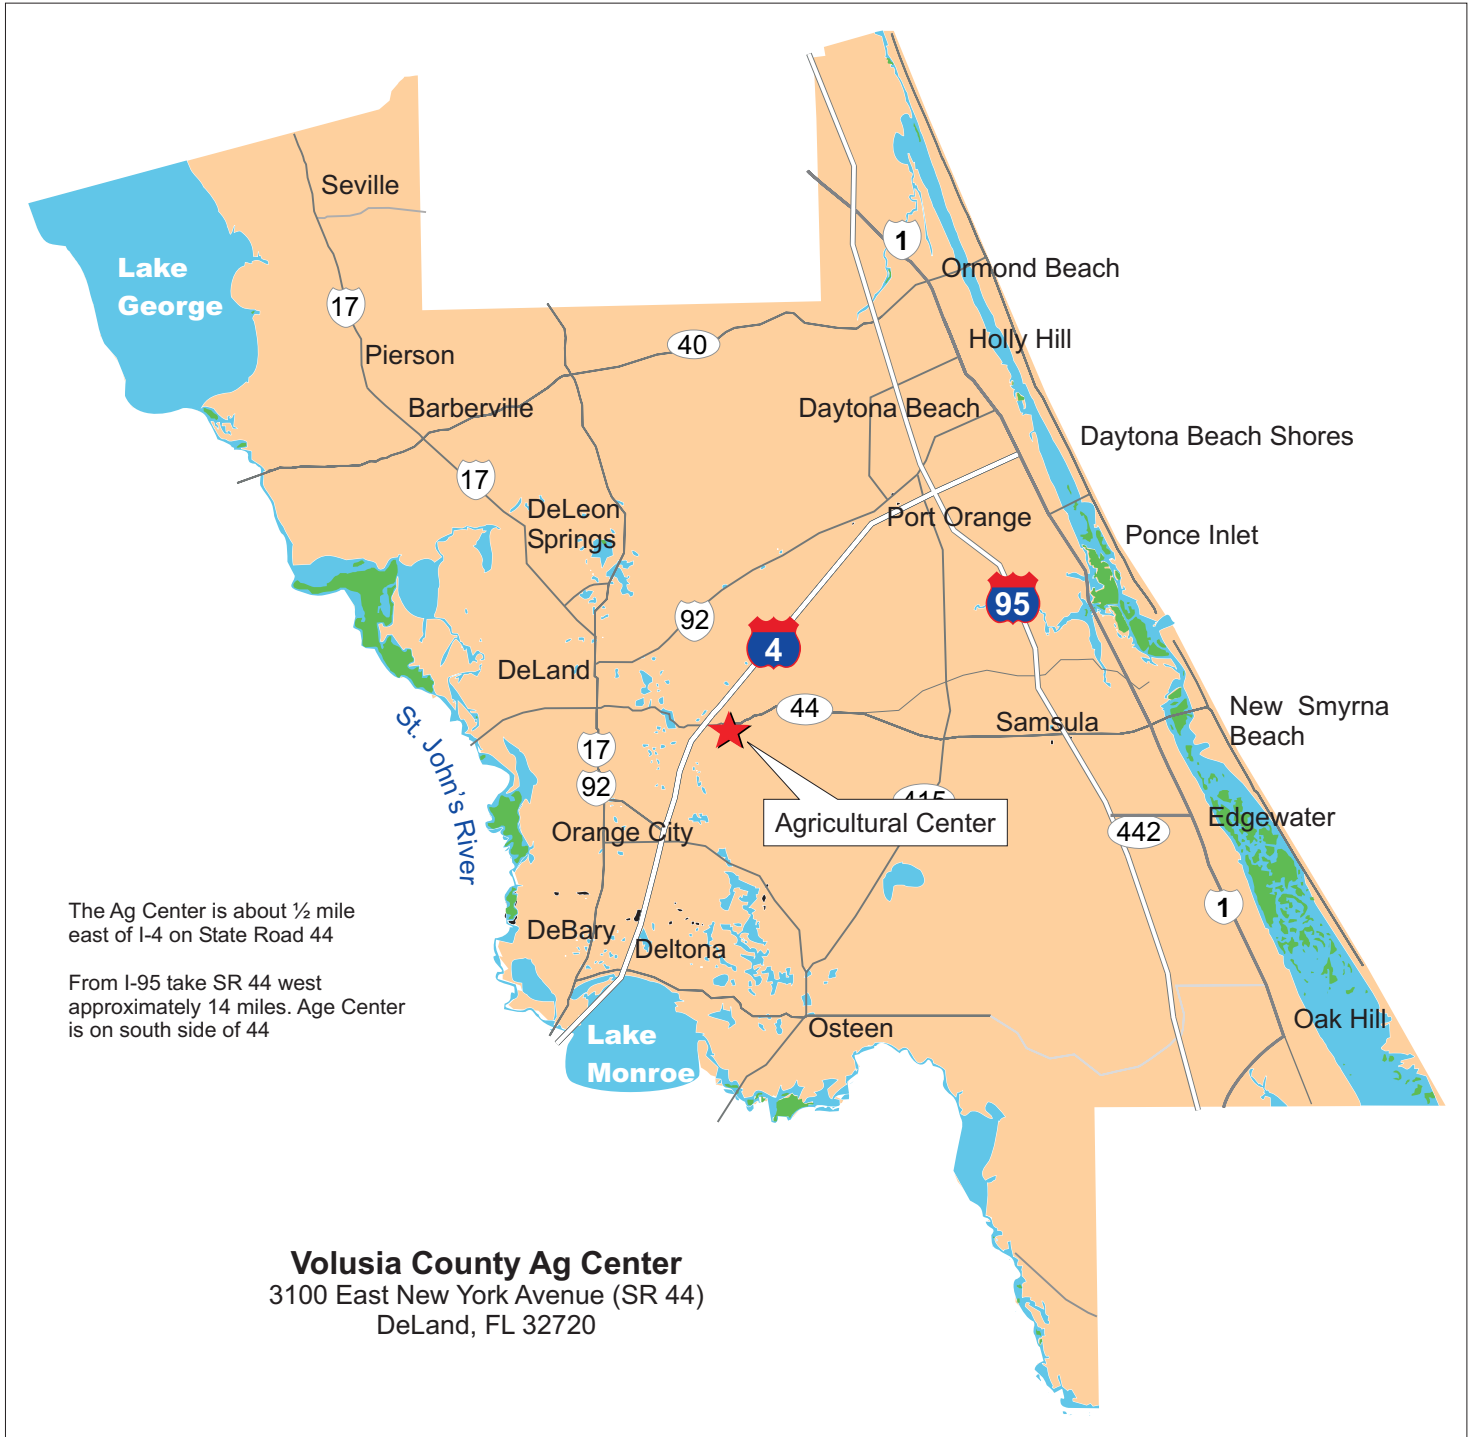 Seville
Lake
George
1
Ormond Beach
17
Holly Hill
40
Pierson
Barberville
Daytona Beach
Daytona Beach Shores
17
DeLeon
Springs
Port Orange
Ponce Inlet
95
92
4
DeLand
St. John's River
44
Samsula
New Smyrna
Beach
17
92
415
Agricultural Center
Orange City
442
Edgewater
1
The Ag Center is about ½ mile
east of I-4 on State Road 44
DeBary
Deltona
From I-95 take SR 44 west
approximately 14 miles. Age Center
is on south side of 44
Lake
Monroe
Osteen
Oak Hill
Volusia County Ag Center
3100 East New York Avenue (SR 44)
DeLand, FL 32720